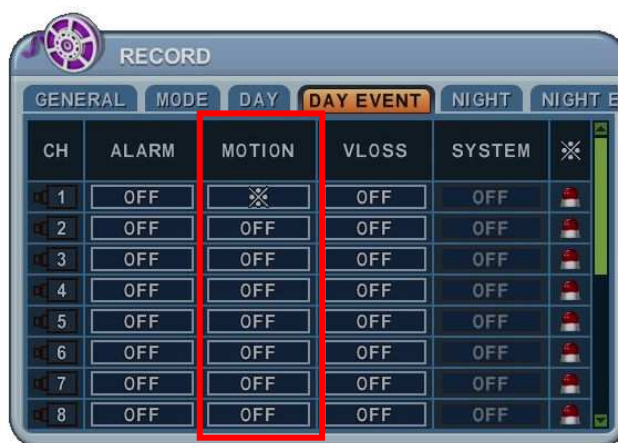 RECORD
GENERAL MODE DAY DAY EVENT NIGHT NIGHT E
CH ALARM MOTION VLOSS SYSTEM ※
1 OFF ※ OFF OFF
2 OFF OFF OFF OFF
3 OFF OFF OFF OFF
4 OFF OFF OFF OFF
5 OFF OFF OFF OFF
6 OFF OFF OFF OFF
7 OFF OFF OFF OFF
8 OFF OFF OFF OFF